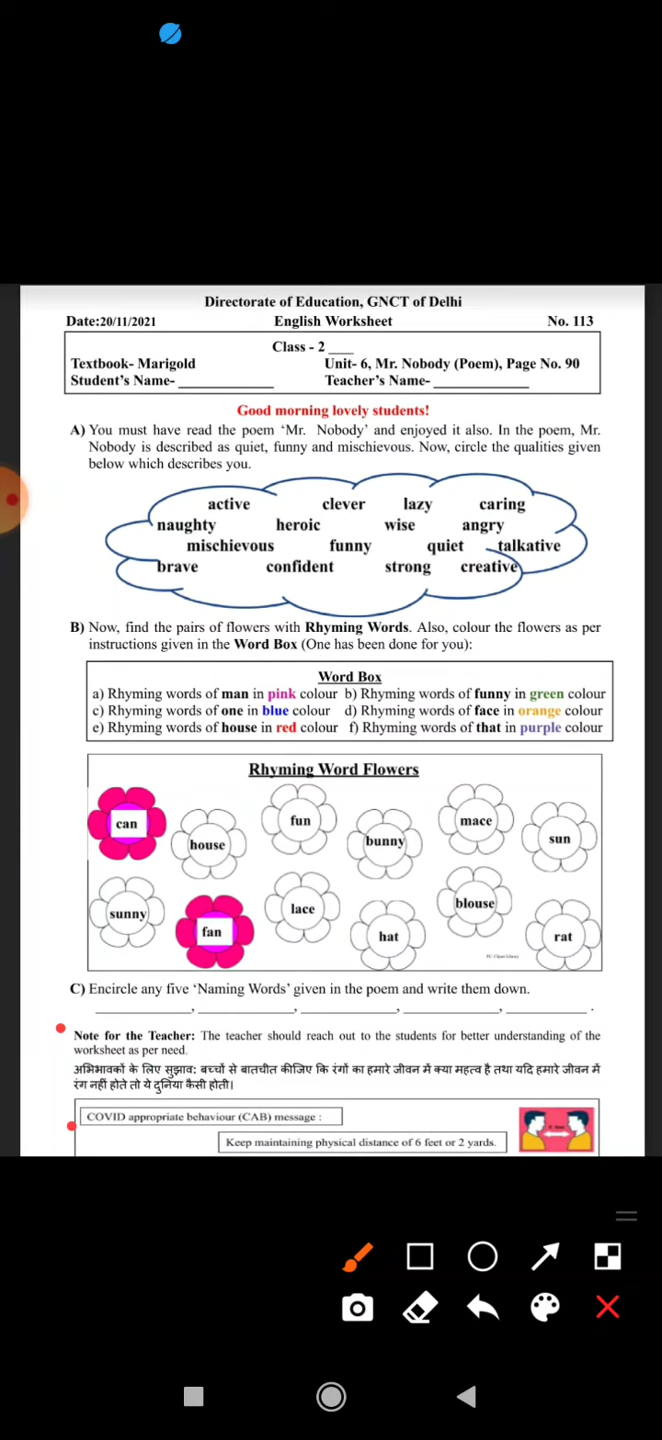 Directorate of Education, GNCT of Delhi
Date:20/11/2021 English Worksheet No. 113
Class - 2 ____
Textbook- Marigold Unit- 6, Mr. Nobody (Poem), Page No. 90
Student's Name- ______________ Teacher's Name- ______________
Good morning lovely students!
A) You must have read the poem 'Mr. Nobody' and enjoyed it also. In the poem, Mr.
Nobody is described as quiet, funny and mischievous. Now, circle the qualities given
below which describes you.
active clever lazy caring
naughty heroic wise angry
mischievous funny quiet talkative
brave confident strong creative
B) Now, find the pairs of flowers with Rhyming Words. Also, colour the flowers as per
instructions given in the Word Box (One has been done for you):
Word Box
a) Rhyming words of man in pink colour b) Rhyming words of funny in green colour
c) Rhyming words of one in blue colour d) Rhyming words of face in orange colour
e) Rhyming words of house in red colour f) Rhyming words of that in purple colour
Rhyming Word Flowers
can house fun bunny mace sun
sunny fan lace hat blouse rat
PC: Clipart Library
C) Encircle any five 'Naming Words' given in the poem and write them down.
______________, ______________, ______________, ______________, ____________ .
Note for the Teacher: The teacher should reach out to the students for better understanding of the
worksheet as per need.
अभिभावकों के लिए सुझाव: बच्चों से बातचीत कीजिए कि रंगों का हमारे जीवन में क्या महत्व है तथा यदि हमारे जीवन में
रंग नहीं होते तो ये दुनिया कैसी होती।
COVID appropriate behaviour (CAB) message :
Keep maintaining physical distance of 6 feet or 2 yards.